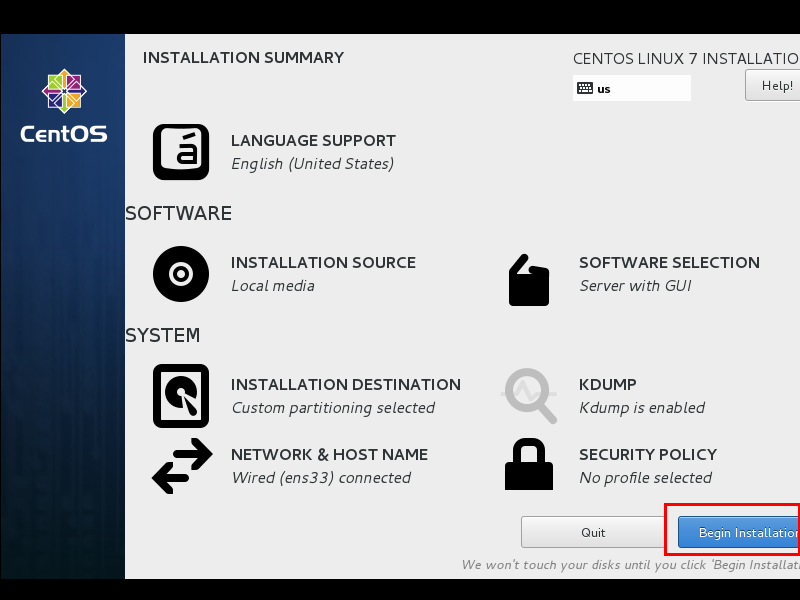 INSTALLATION SUMMARY
CENTOS LINUX 7 INSTALLATIO
us
Help!
CentOS
LANGUAGE SUPPORT
English (United States)
SOFTWARE
INSTALLATION SOURCE
Local media
SOFTWARE SELECTION
Server with GUI
SYSTEM
INSTALLATION DESTINATION
Custom partitioning selected
KDUMP
Kdump is enabled
NETWORK & HOST NAME
Wired (ens33) connected
SECURITY POLICY
No profile selected
Quit
Begin Installation
We won't touch your disks until you click 'Begin Installati